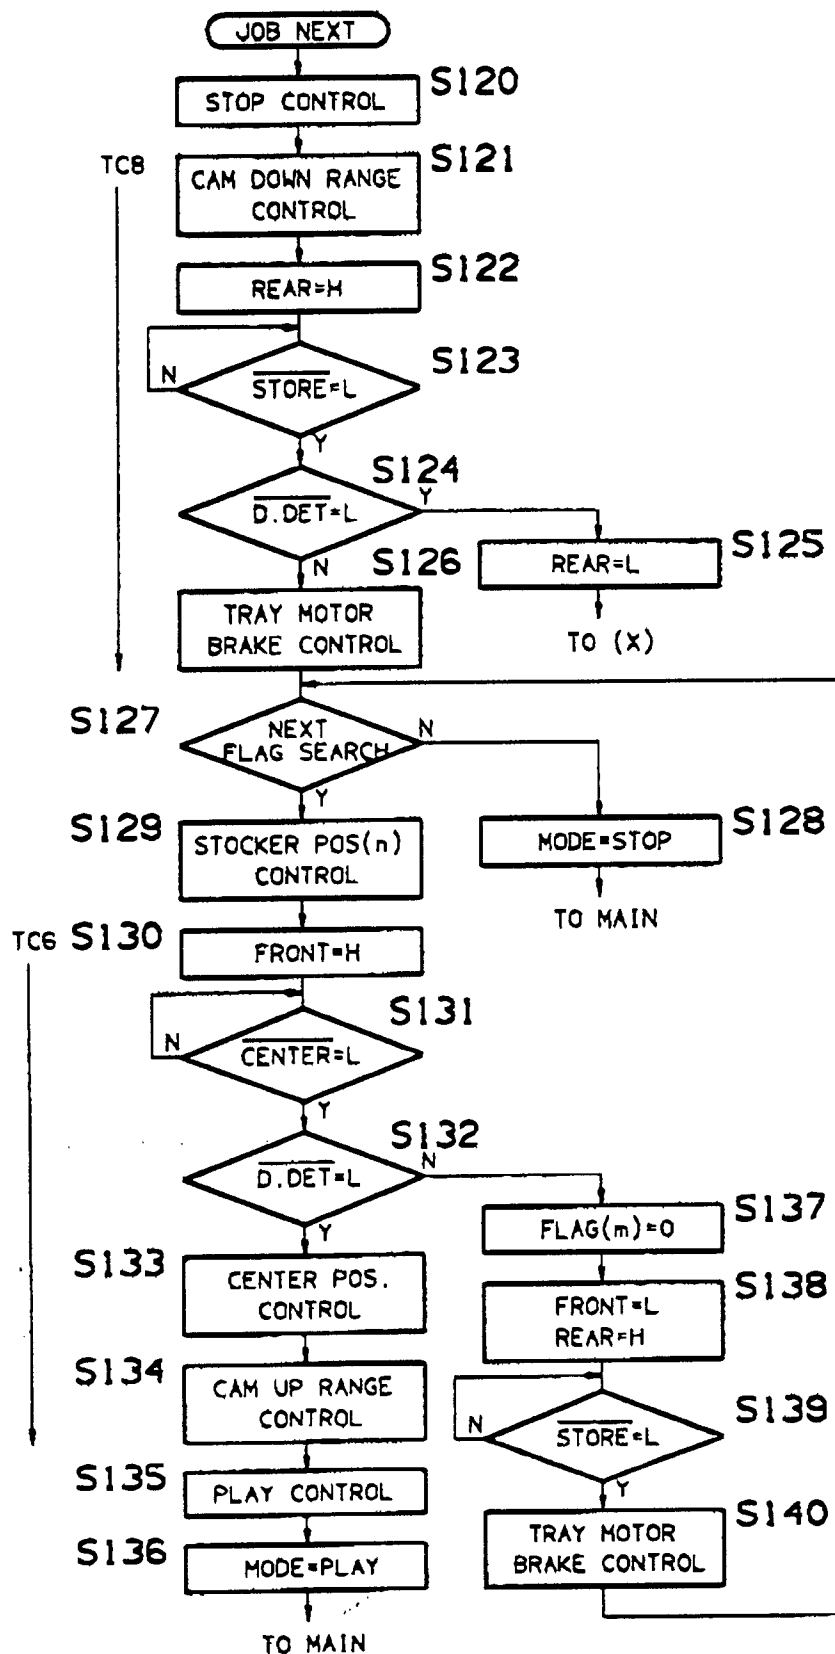 JOB NEXT
S120
STOP CONTROL
TC8
S121
CAM DOWN RANGE
CONTROL
S122
REAR=H
S123
N
STORE=L
Y
S124
D.DET=L
Y
N
S126
S125
REAR=L
TO (X)
TRAY MOTOR
BRAKE CONTROL
S127
NEXT
FLAG SEARCH
N
Y
S129
STOCKER POS(n)
CONTROL
S128
MODE=STOP
TO MAIN
TC6
S130
FRONT=H
S131
N
CENTER=L
Y
S132
D.DET=L
N
Y
S137
FLAG(m)=0
S133
CENTER POS.
CONTROL
S138
FRONT=L
REAR=H
S134
CAM UP RANGE
CONTROL
S139
N
STORE=L
Y
S135
PLAY CONTROL
S140
TRAY MOTOR
BRAKE CONTROL
S136
MODE=PLAY
TO MAIN